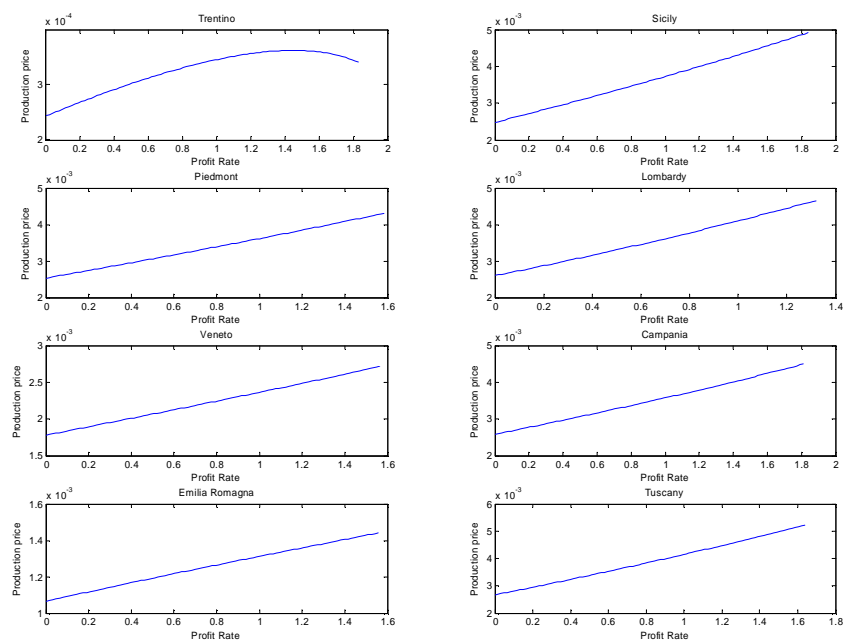 Trentino
x 10-4
Production price
3
2
0 0.2 0.4 0.6 0.8 1 1.2 1.4 1.6 1.8 2
Profit Rate
Sicily
x 10-3
Production price
5
4
3
2
0 0.2 0.4 0.6 0.8 1 1.2 1.4 1.6 1.8 2
Profit Rate
Piedmont
x 10-3
Production price
5
4
3
2
0 0.2 0.4 0.6 0.8 1 1.2 1.4 1.6
Profit Rate
Lombardy
x 10-3
Production price
5
4
3
2
0 0.2 0.4 0.6 0.8 1 1.2 1.4
Profit Rate
Veneto
x 10-3
Production price
3
2.5
2
1.5
0 0.2 0.4 0.6 0.8 1 1.2 1.4 1.6
Profit Rate
Campania
x 10-3
Production price
5
4
3
2
0 0.2 0.4 0.6 0.8 1 1.2 1.4 1.6 1.8 2
Profit Rate
Emilia Romagna
x 10-3
Production price
1.6
1.4
1.2
1
0 0.2 0.4 0.6 0.8 1 1.2 1.4 1.6
Profit Rate
Tuscany
x 10-3
Production price
6
5
4
3
2
0 0.2 0.4 0.6 0.8 1 1.2 1.4 1.6 1.8
Profit Rate